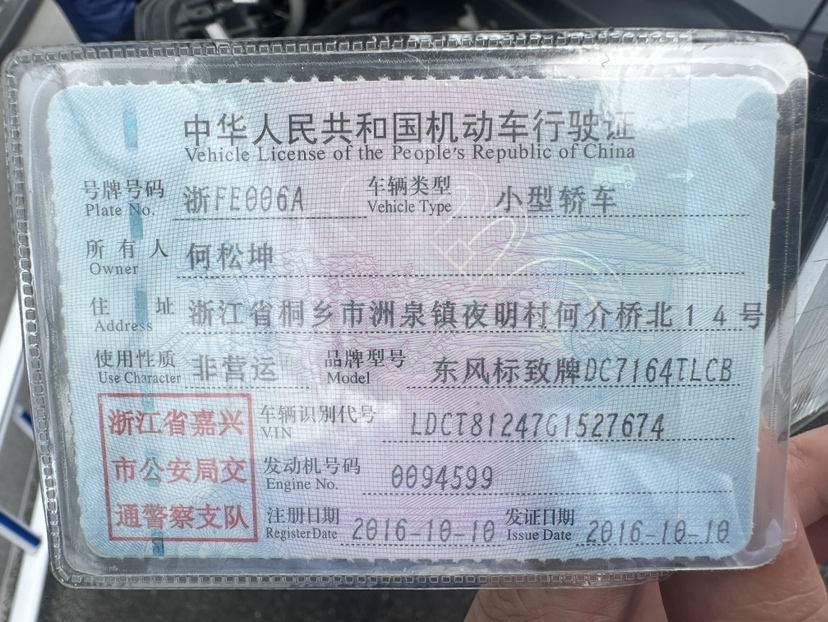 中华人民共和国机动车行驶证
Vehicle License of the People's Republic of China
号牌号码 浙FE006A 车辆类型 小型轿车
Plate No. Vehicle Type
所有人 何松坤
Owner
住址 浙江省桐乡市洲泉镇夜明村何介桥北14号
Address
使用性质 非营运 品牌型号 东风标致牌DC7164TLCB
Use Character Model
浙江省嘉兴
市公安局交
通警察支队
车辆识别代号 LDCT81247G1527674
VIN
发动机号码 0094599
Engine No.
注册日期 2016-10-10 发证日期 2016-10-10
Register Date Issue Date